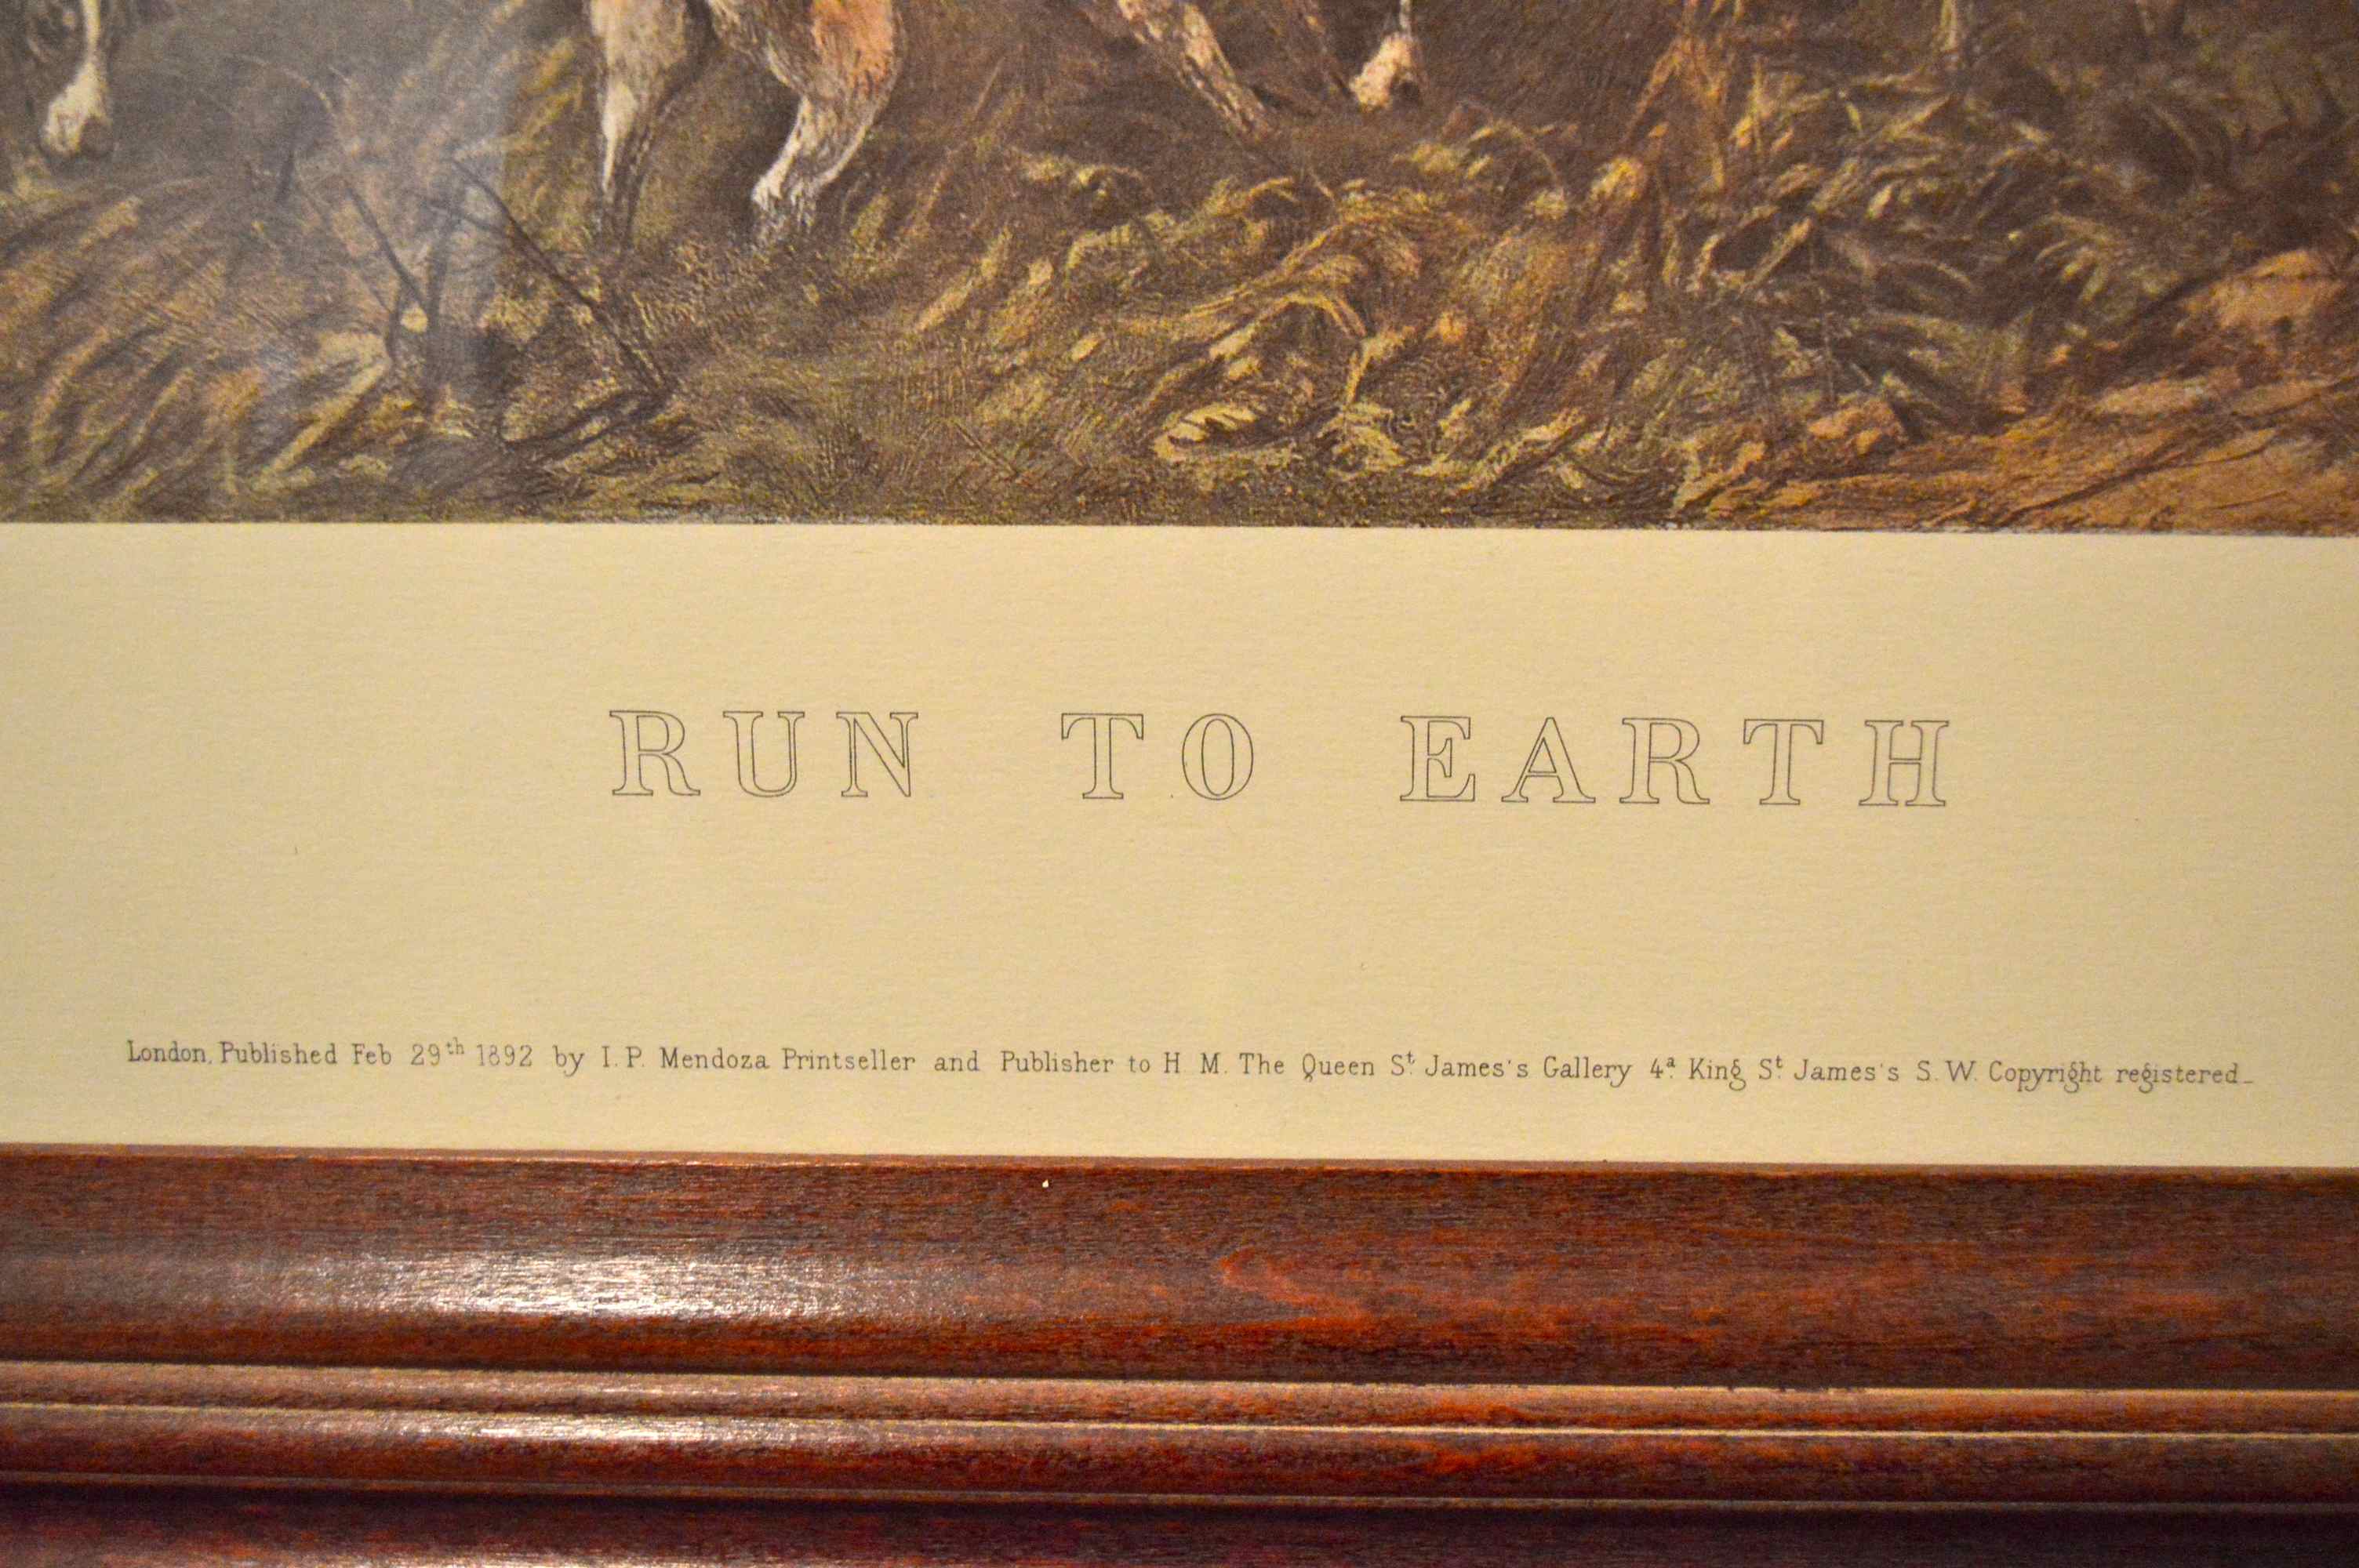 RUN TO EARTH
London, Published Feb 29th 1892 by I. P. Mendoza Printseller and Publisher to H M. The Queen St. James's Gallery 4a. King St. James's S. W. Copyright registered_